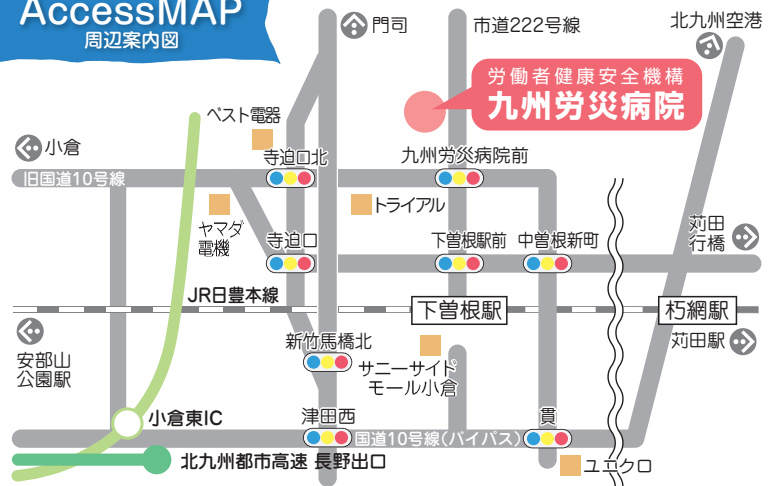 AccessMAP
周辺案内図
門司
市道222号線
北九州空港
労働者健康安全機構
九州労災病院
ベスト電器
小倉
寺迫口北
九州労災病院前
旧国道10号線
トライアル
ヤマダ
電機
寺迫口
下曽根駅前
中曽根新町
苅田
行橋
JR日豊本線
下曽根駅
朽網駅
安部山
公園駅
新竹馬橋北
サニーサイド
モール小倉
苅田駅
小倉東IC
津田西
国道10号線(バイパス)
貫
北九州都市高速 長野出口
ユニクロ